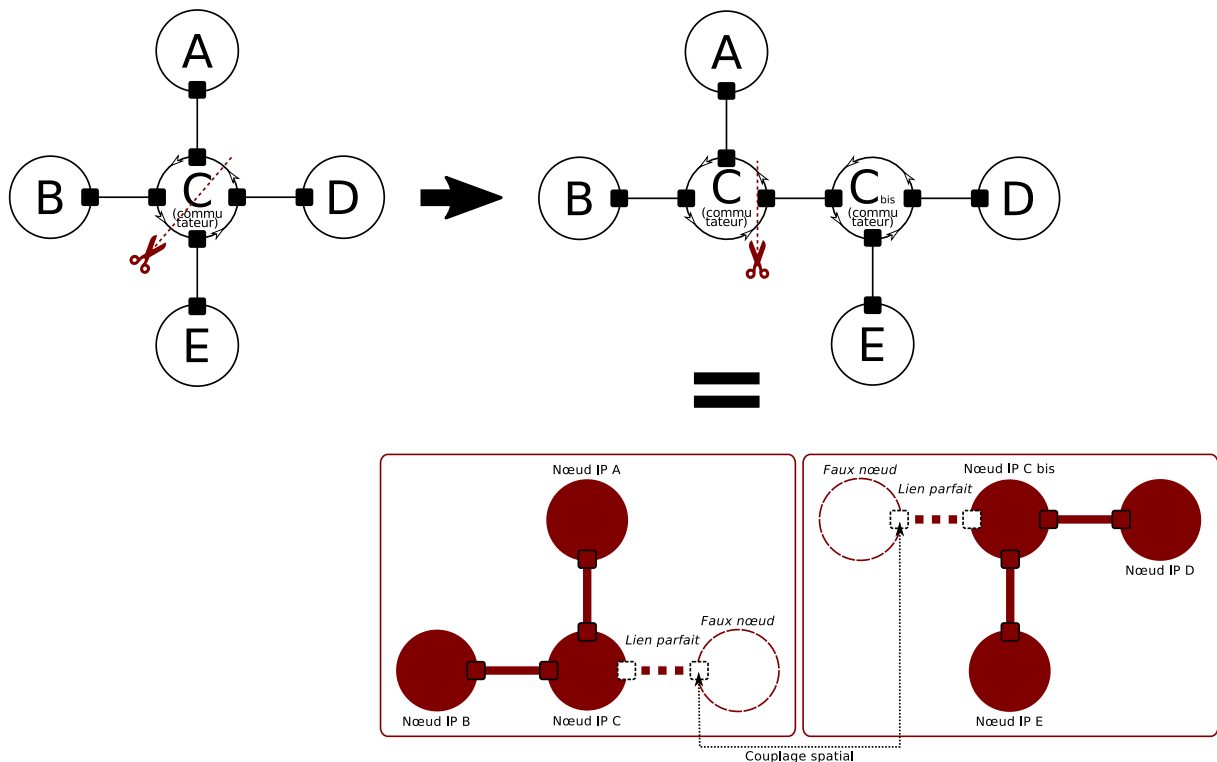 A
B
C
(commu
tateur)
D
E
A
B
C
(commu
tateur)
C bis
(commu
tateur)
D
E
Nœud IP A
Nœud IP B
Nœud IP C
Lien parfait
Faux nœud
Faux nœud
Lien parfait
Nœud IP C bis
Nœud IP D
Nœud IP E
Couplage spatial